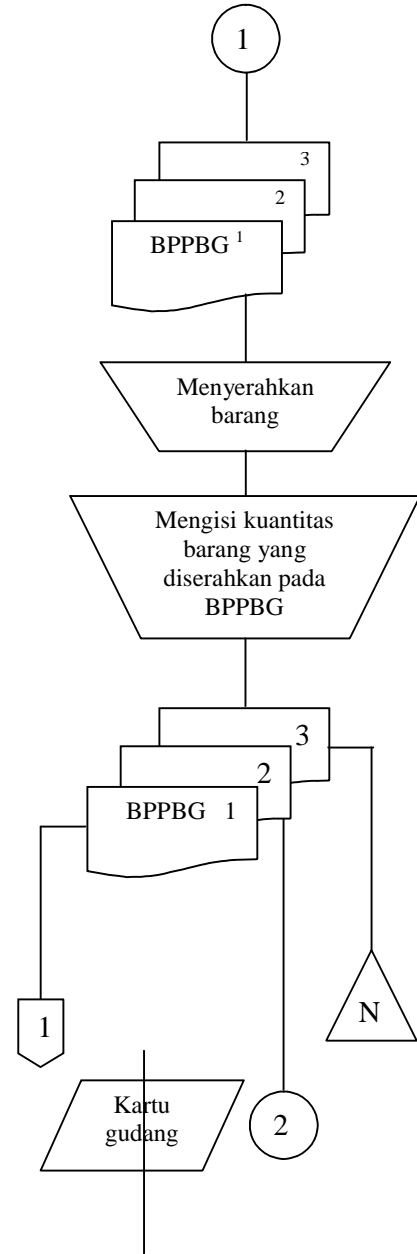 1
3
2
BPPBG 1
Menyerahkan
barang
Mengisi kuantitas
barang yang
diserahkan pada
BPPBG
3
2
BPPBG 1
1
N
Kartu
gudang
2